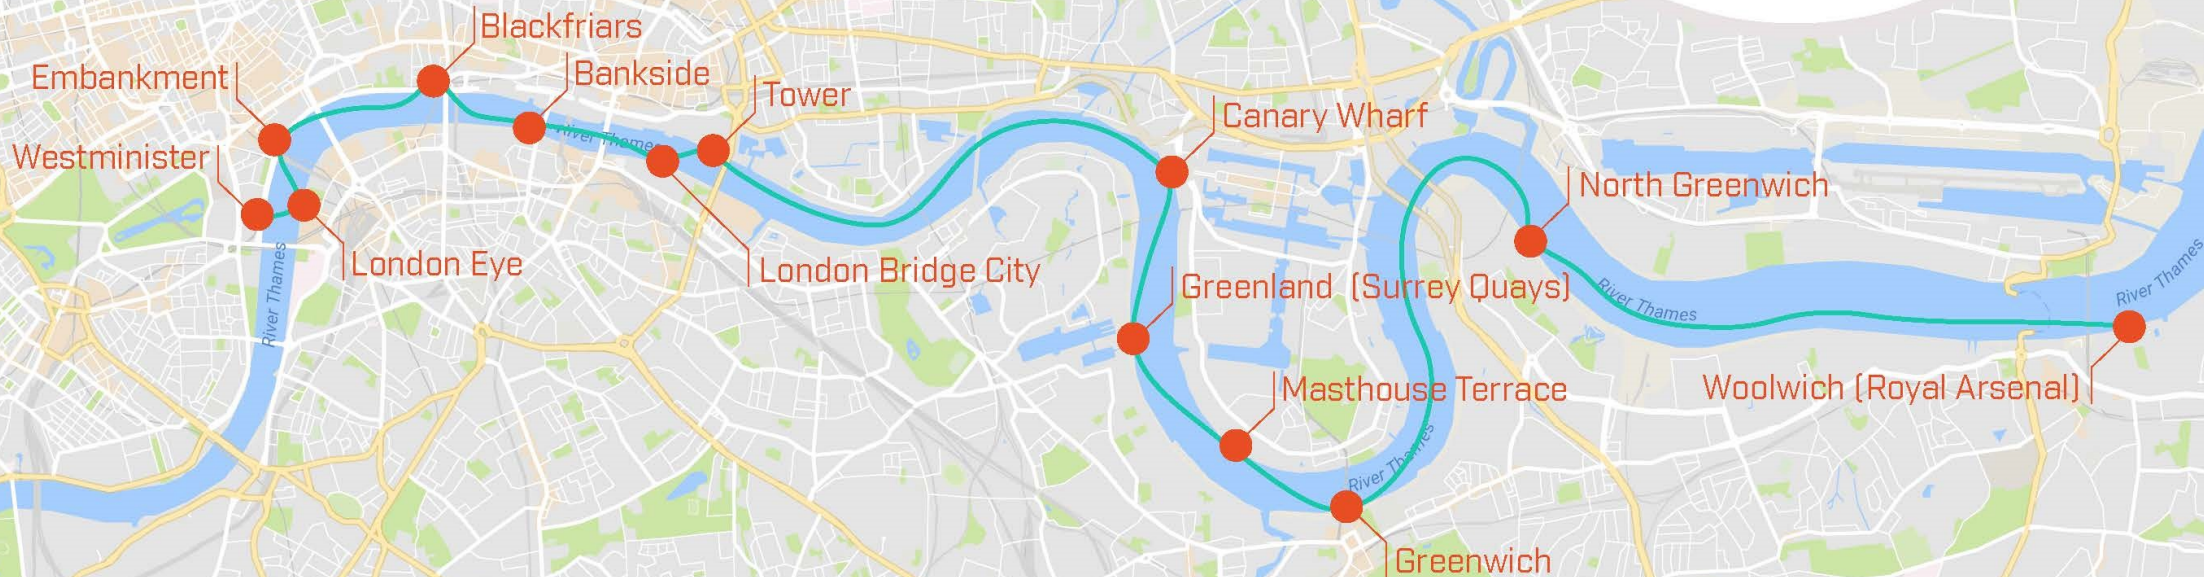 Blackfriars
Embankment
Bankside
Tower
Canary Wharf
River Thames
Westminister
North Greenwich
London Eye
London Bridge City
Greenland (Surrey Quays)
River Thames
River Thames
River Thames
Masthouse Terrace
Woolwich (Royal Arsenal)
River Thames
Greenwich